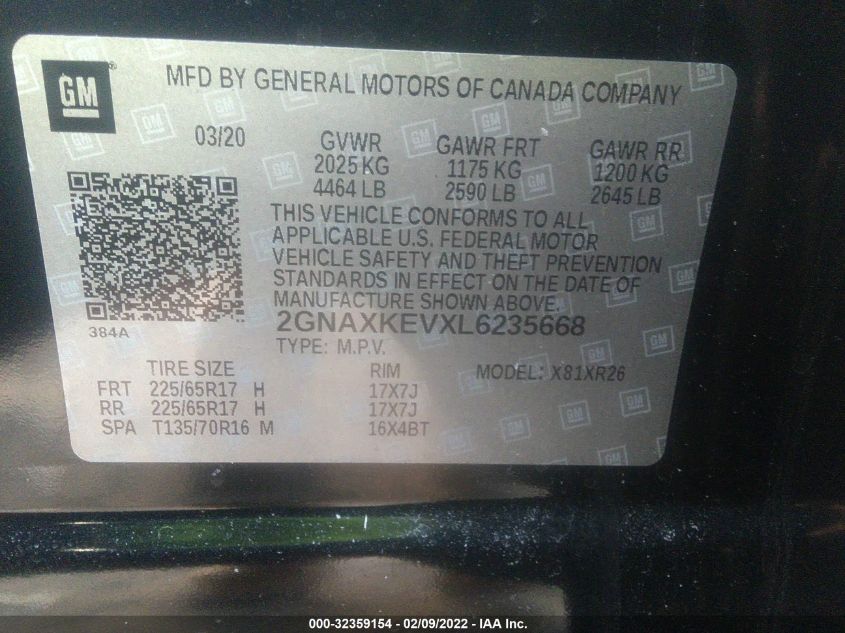 GM
MFD BY GENERAL MOTORS OF CANADA COMPANY
03/20 GVWR GAWR FRT GAWR RR
2025 KG 1175 KG 1200 KG
4464 LB 2590 LB 2645 LB
THIS VEHICLE CONFORMS TO ALL
APPLICABLE U.S. FEDERAL MOTOR
VEHICLE SAFETY AND THEFT PREVENTION
STANDARDS IN EFFECT ON THE DATE OF
MANUFACTURE SHOWN ABOVE.
384A 2GNAXKEVXL6235668
TYPE: M.P.V.
TIRE SIZE RIM MODEL: X81XR26
FRT 225/65R17 H 17X7J
RR 225/65R17 H 17X7J
SPA T135/70R16 M 16X4BT
000-32359154 - 02/09/2022 - IAA Inc.